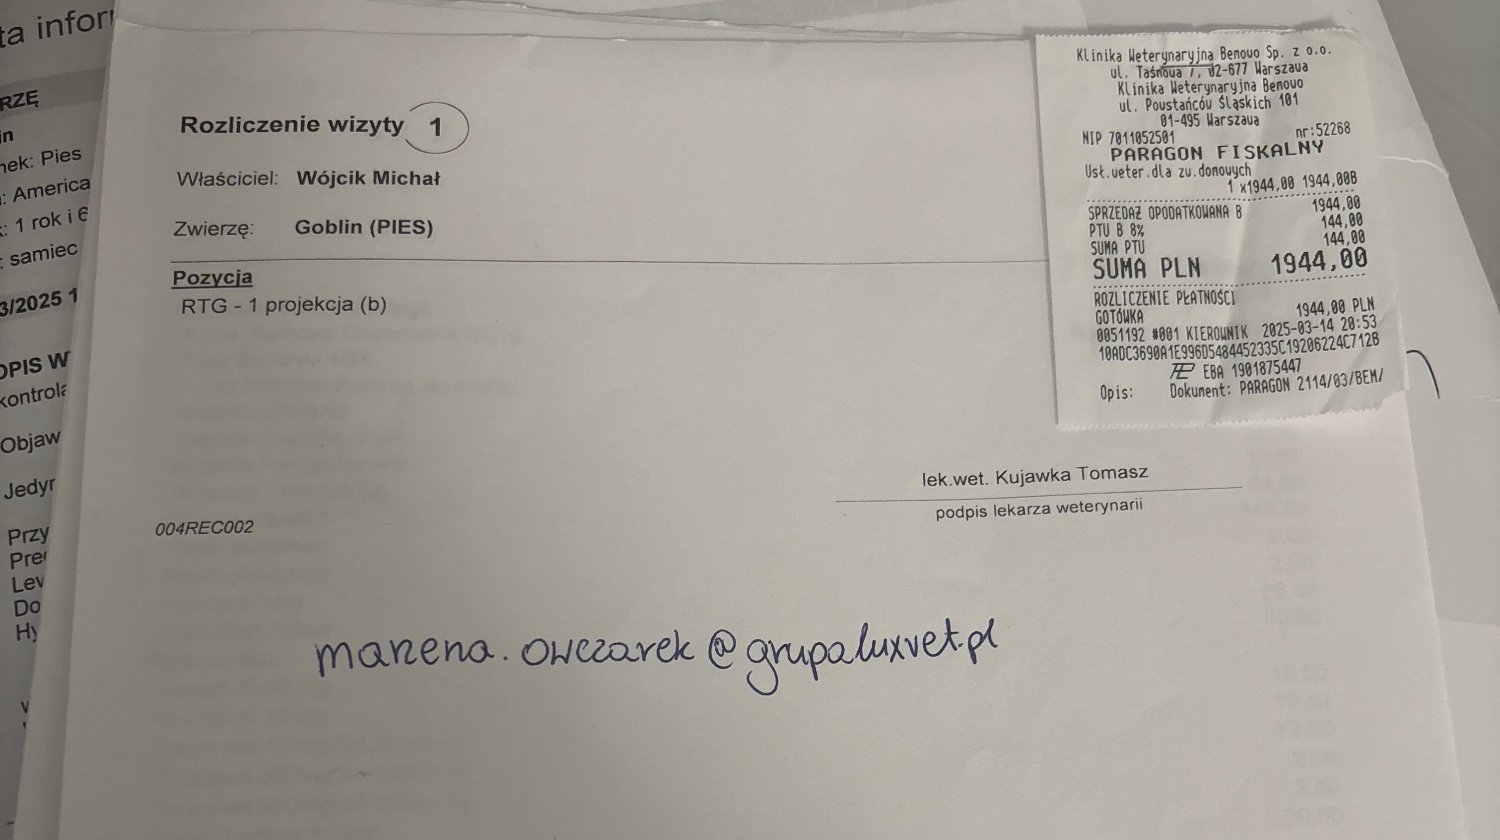 ta infor
RZĘ
in
nek: Pies
: America
: 1 rok i 6
: samiec
3/2025 1
OPIS W
kontrola
Objaw
Jedyr
Przy
Pre
Lev
Do
Hy
Rozliczenie wizyty 1
Właściciel: Wójcik Michał
Zwierzę: Goblin (PIES)
Pozycja
RTG - 1 projekcja (b)
lek.wet. Kujawka Tomasz
podpis lekarza weterynarii
004REC002
marzena.owczarek@grupaluxvet.pl
Klinika Weterynaryjna Bemowo Sp. z o.o.
ul. Taśmowa 7, 02-677 Warszawa
Klinika Weterynaryjna Bemowo
ul. Powstańców Śląskich 101
01-495 Warszawa
NIP 7011052501 nr:52268
PARAGON FISKALNY
Usł.weter.dla zw.domowych
1 x1944,00 1944,00B
SPRZEDAŻ OPODATKOWANA B 1944,00
PTU B 8% 144,00
SUMA PTU 144,00
SUMA PLN 1944,00
ROZLICZENIE PŁATNOŚCI
GOTÓWKA 1944,00 PLN
0051192 #001 KIEROWNIK 2025-03-14 20:53
10ADC3690A1E996D5484452335C19206224C712B
EBA 1901875447
Opis: Dokument: PARAGON 2114/03/BEM/